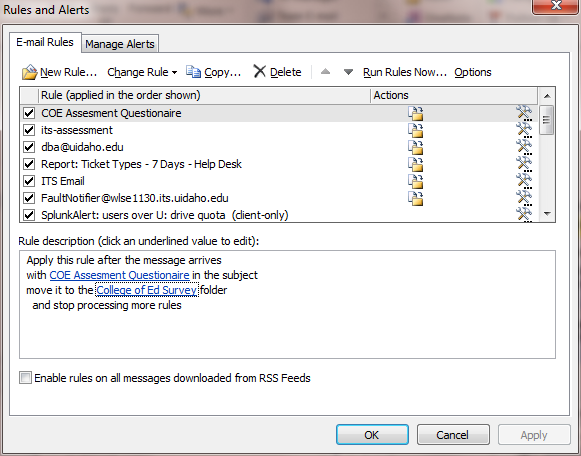 Rules and Alerts
E-mail Rules Manage Alerts
New Rule... Change Rule Copy... Delete Run Rules Now... Options
Rule (applied in the order shown) Actions
COE Assesment Questionaire
its-assessment
dba@uidaho.edu
Report: Ticket Types - 7 Days - Help Desk
ITS Email
FaultNotifier@wlse1130.its.uidaho.edu
SplunkAlert: users over U: drive quota (client-only)
Rule description (click an underlined value to edit):
Apply this rule after the message arrives
with COE Assesment Questionaire in the subject
move it to the College of Ed Survey folder
and stop processing more rules
Enable rules on all messages downloaded from RSS Feeds
OK Cancel Apply